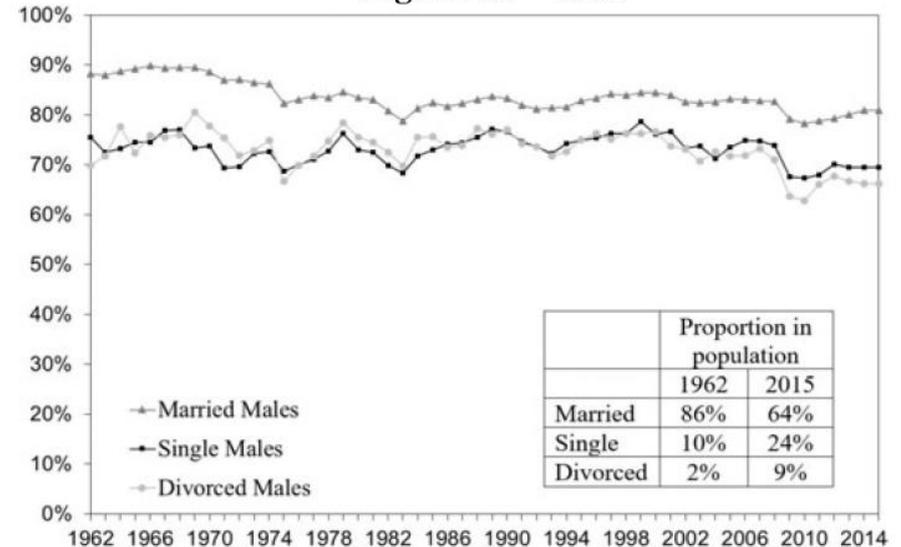 100%
90%
80%
70%
60%
50%
40%
30%
20%
10%
0%
Married Males
Single Males
Divorced Males
Proportion in
population
1962 2015
Married 86% 64%
Single 10% 24%
Divorced 2% 9%
1962 1966 1970 1974 1978 1982 1986 1990 1994 1998 2002 2006 2010 2014